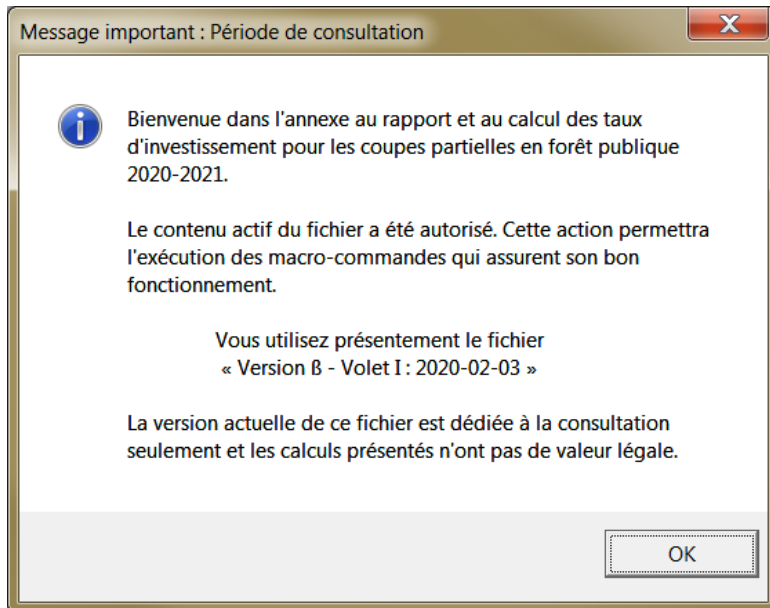 Message important : Période de consultation
Bienvenue dans l'annexe au rapport et au calcul des taux
d'investissement pour les coupes partielles en forêt publique
2020-2021.
Le contenu actif du fichier a été autorisé. Cette action permettra
l'exécution des macro-commandes qui assurent son bon
fonctionnement.
Vous utilisez présentement le fichier
« Version ß - Volet I : 2020-02-03 »
La version actuelle de ce fichier est dédiée à la consultation
seulement et les calculs présentés n'ont pas de valeur légale.
OK